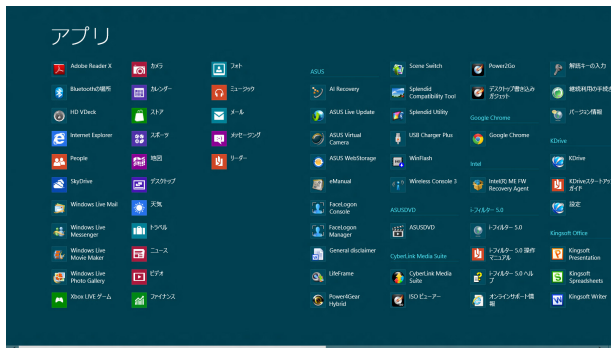 アプリ
Adobe Reader X
Bluetoothの場所
HD VDeck
Internet Explorer
People
SkyDrive
Windows Live Mail
Windows Live
Messenger
Windows Live
Movie Maker
Windows Live
Photo Gallery
Xbox LIVE ゲーム
カメラ
カレンダー
ストア
スポーツ
地図
デスクトップ
天気
トラベル
ニュース
ビデオ
ファイナンス
フォト
ミュージック
メール
メッセージング
リーダー
ASUS
AI Recovery
ASUS Live Update
ASUS Virtual
Camera
ASUS WebStorage
eManual
FaceLogon
Console
FaceLogon
Manager
General disclaimer
LifeFrame
Power4Gear
Hybrid
Scene Switch
Splendid
Compatibility Tool
Splendid Utility
USB Charger Plus
WinFlash
Wireless Console 3
ASUSDVD
ASUSDVD
CyberLink Media Suite
CyberLink Media
Suite
ISO ビューアー
Power2Go
デスクトップ書き込み
ガジェット
Google Chrome
Google Chrome
Intel
Intel(R) ME FW
Recovery Agent
i-フィルター 5.0
i-フィルター 5.0
i-フィルター 5.0 操作
マニュアル
i-フィルター 5.0 ヘル
プ
オンラインサポート情
報
解読キーの入力
継続利用の手続き
バージョン情報
KDrive
KDrive
KDriveスタートアッ
ガイド
設定
Kingsoft Office
Kingsoft
Presentation
Kingsoft
Spreadsheets
Kingsoft Writer